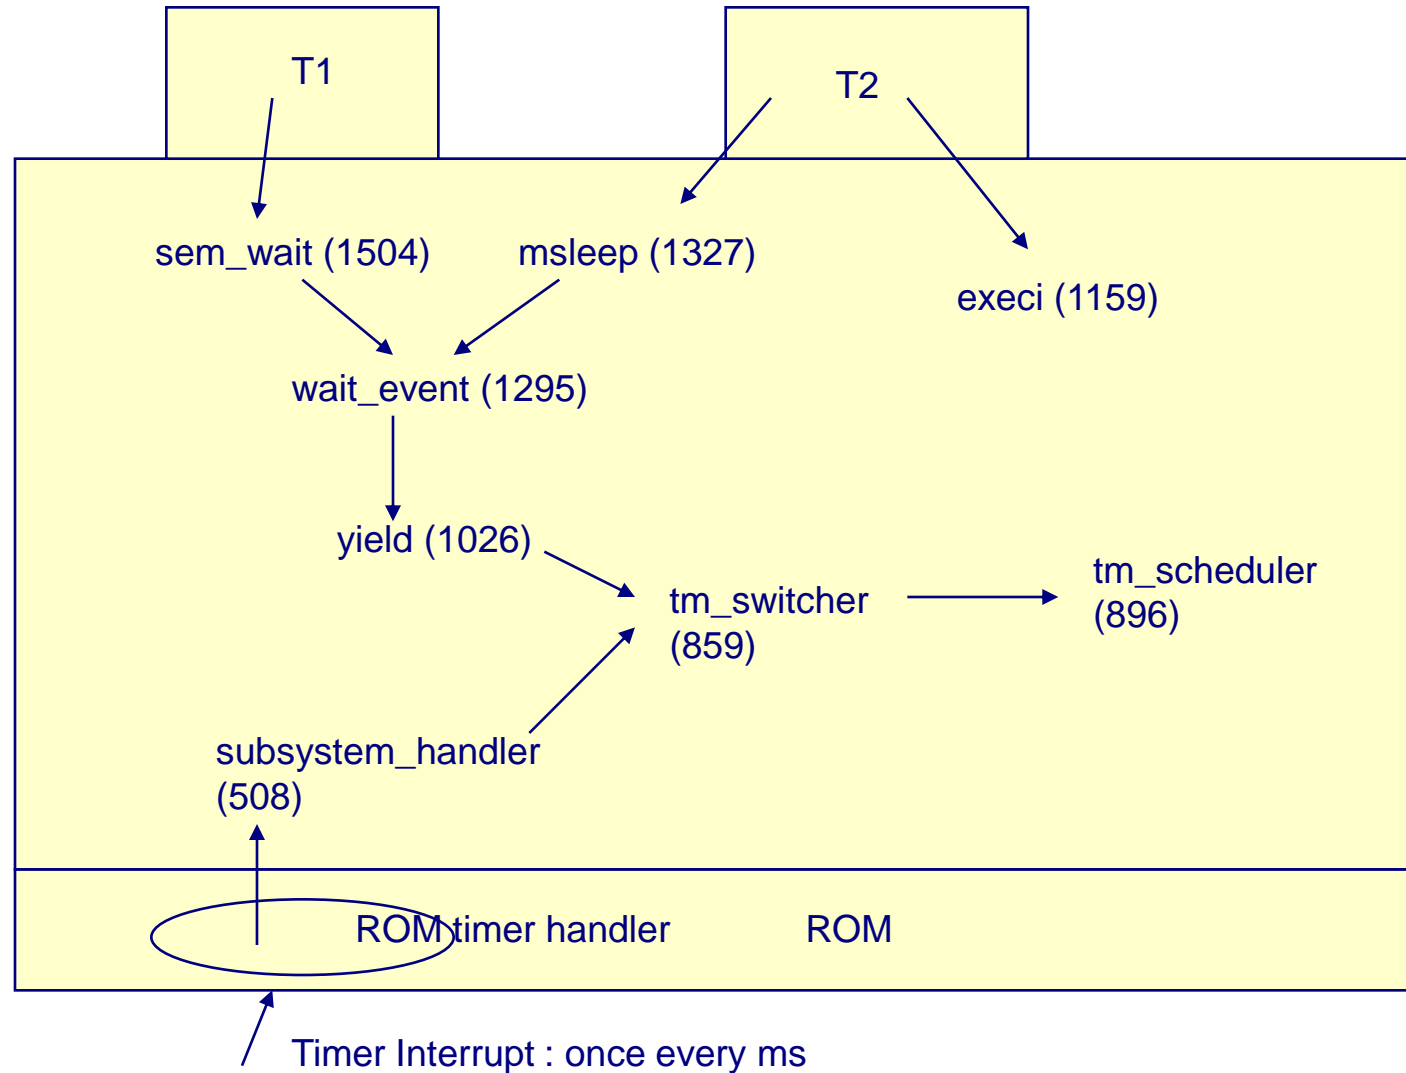 T1
T2
sem_wait (1504)
msleep (1327)
execi (1159)
wait_event (1295)
yield (1026)
tm_switcher
(859)
tm_scheduler
(896)
subsystem_handler
(508)
ROM timer handler
ROM
Timer Interrupt : once every ms